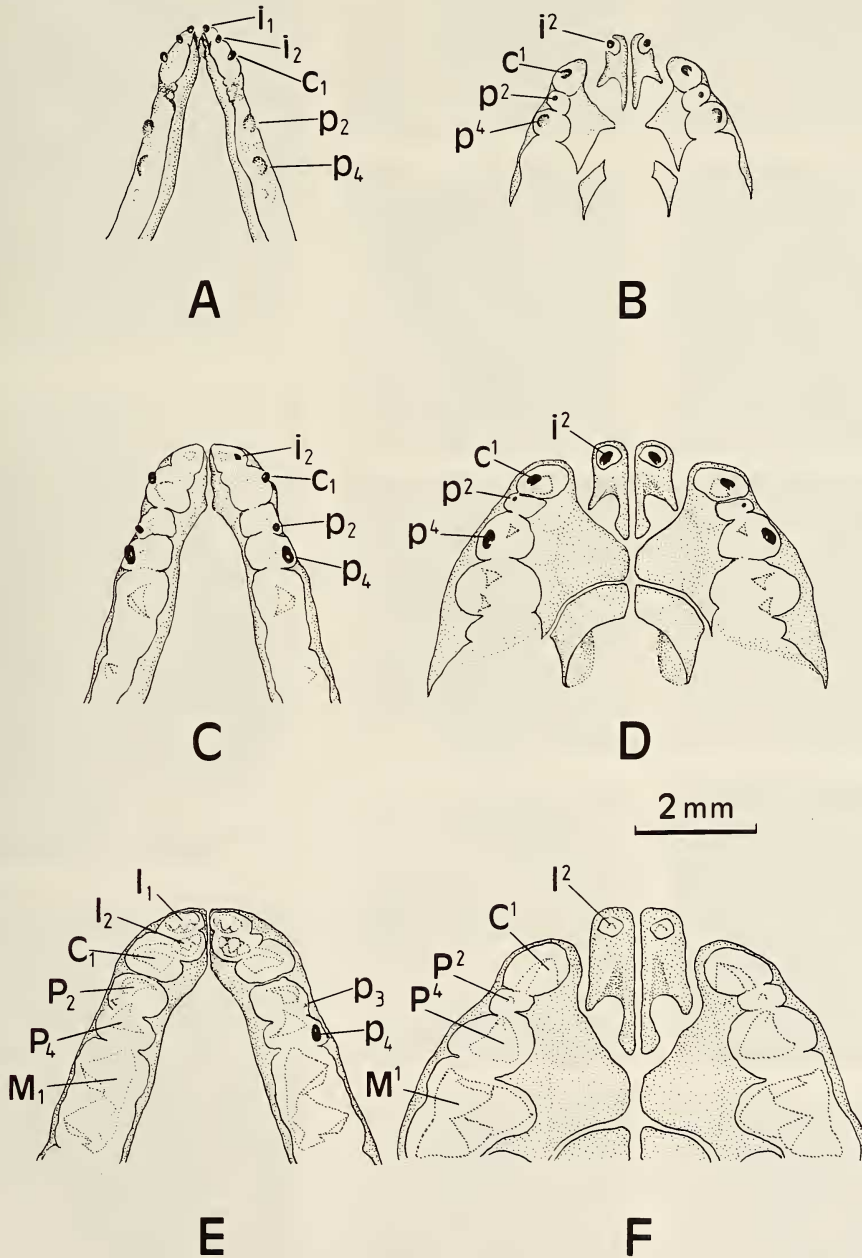 i₁
i₂
c₁
p₂
p₄
A
i²
c¹
p²
p⁴
B
i₂
c₁
p₂
p₄
C
i²
c¹
p²
p⁴
D
2 mm
I₁
I₂
C₁
P₂
P₄
M₁
p₃
p₄
E
I²
C¹
P²
P⁴
M¹
F